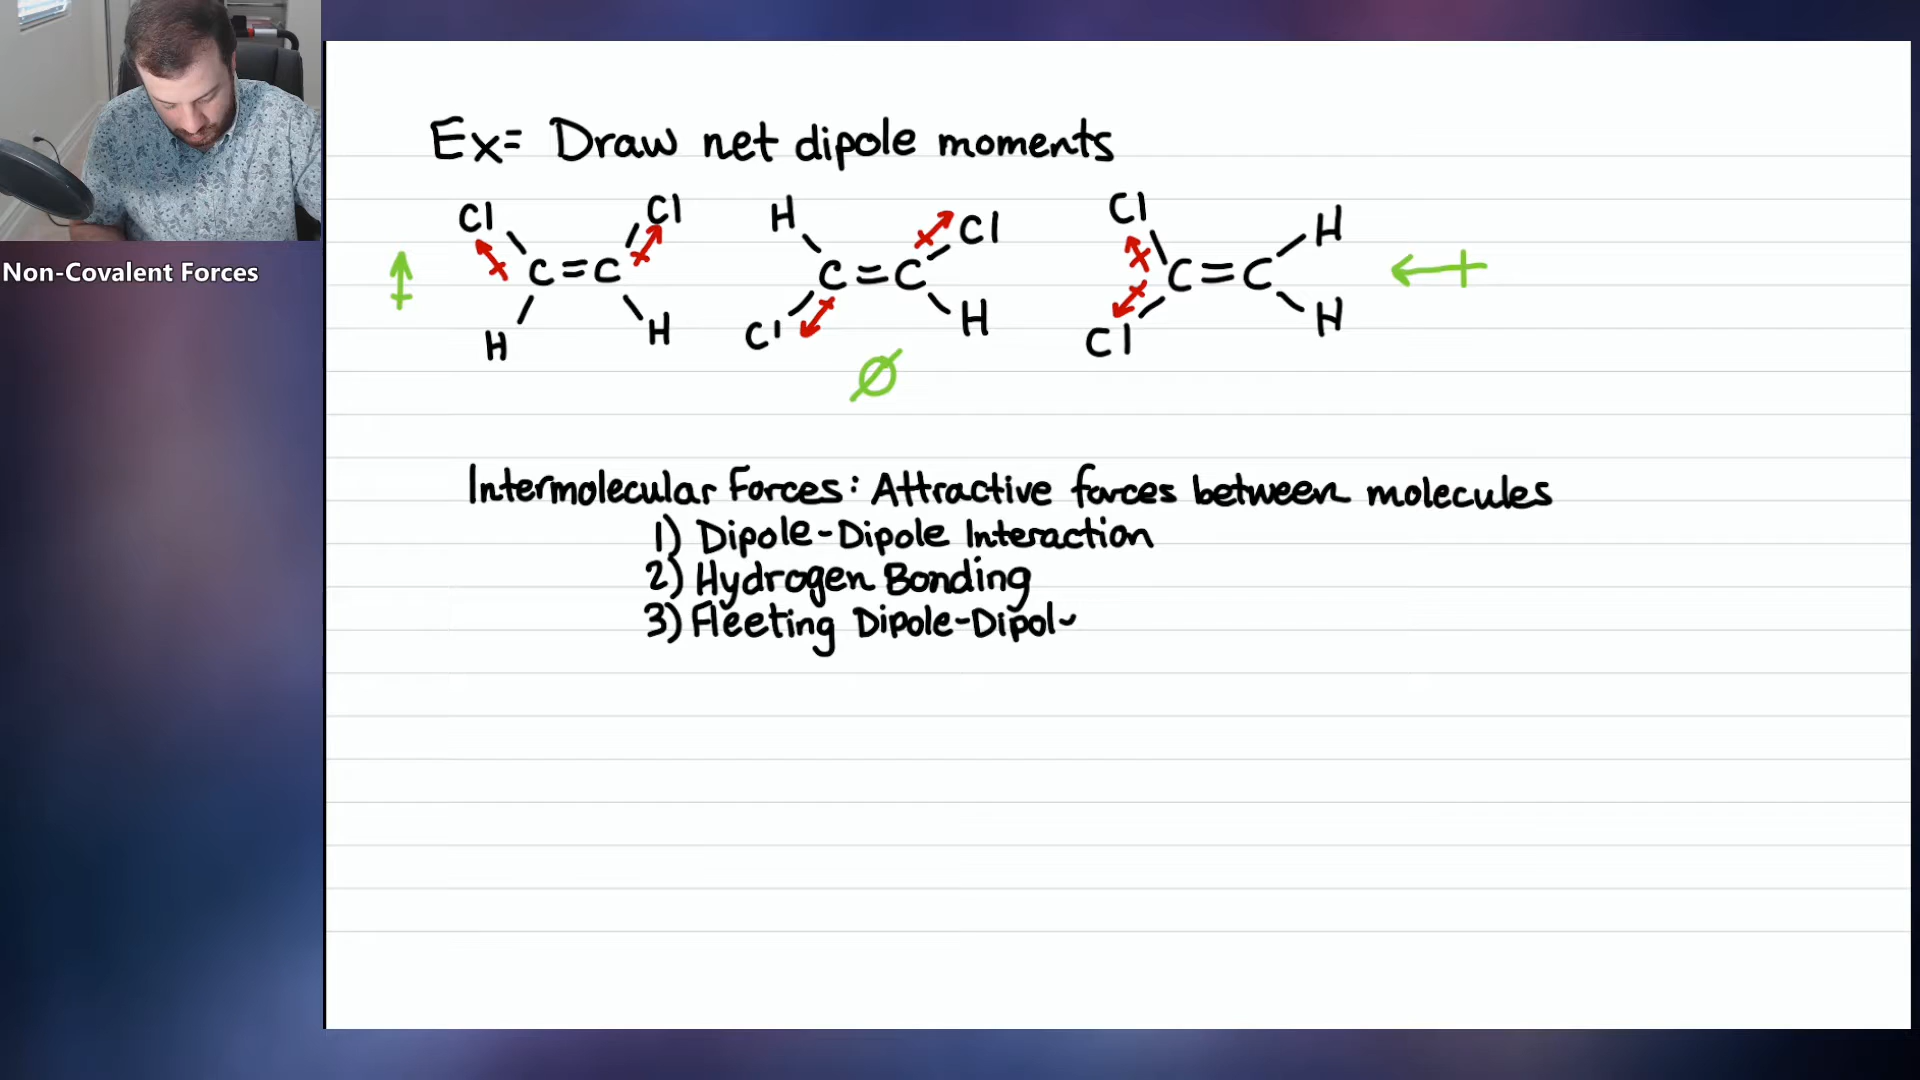 Non-Covalent Forces
Ex= Draw net dipole moments
Cl Cl H Cl Cl H
C=C C=C C=C
H H Cl H Cl H
Ø
Intermolecular Forces: Attractive forces between molecules
1) Dipole-Dipole Interaction
2) Hydrogen Bonding
3) Fleeting Dipole-Dipol